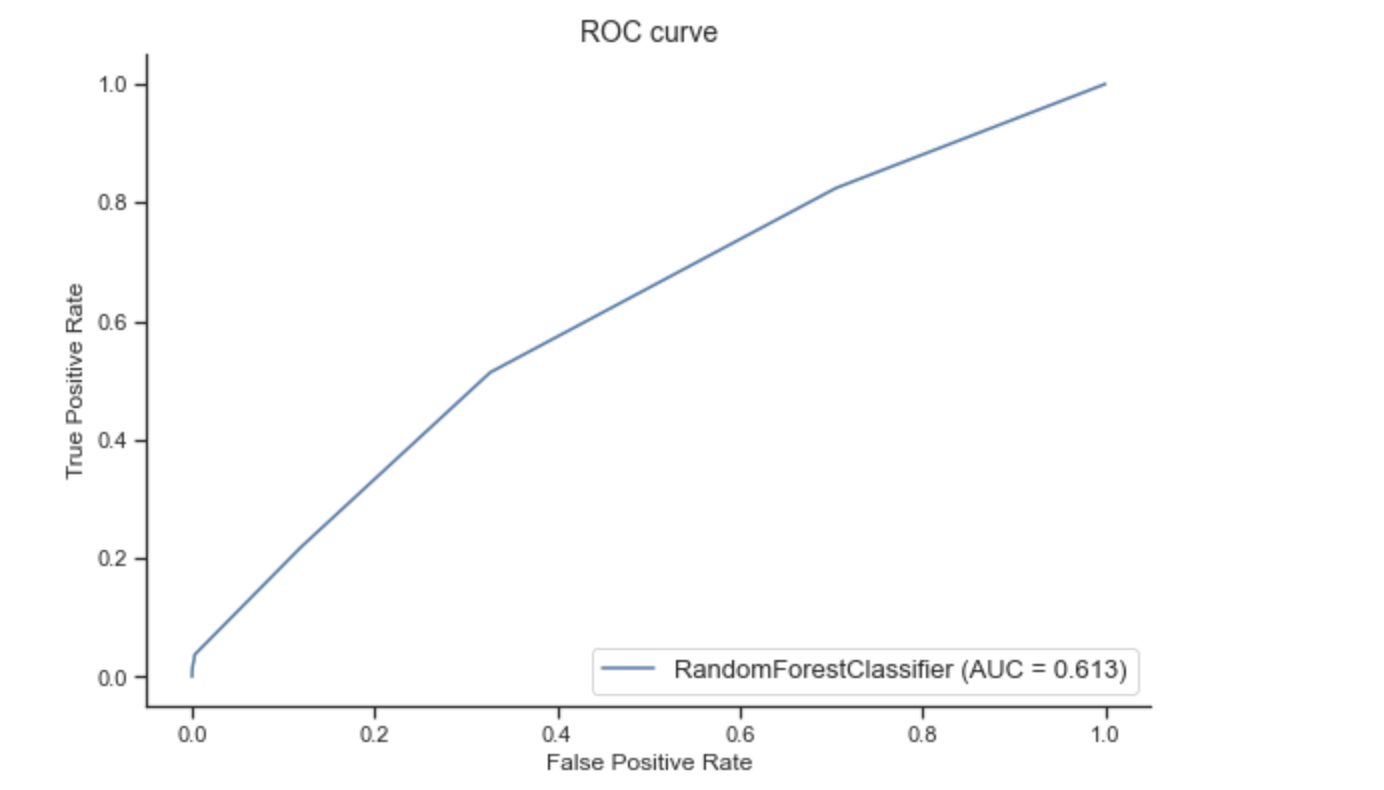 ROC curve
1.0
0.8
0.6
0.4
0.2
0.0
True Positive Rate
RandomForestClassifier (AUC = 0.613)
0.0 0.2 0.4 0.6 0.8 1.0
False Positive Rate